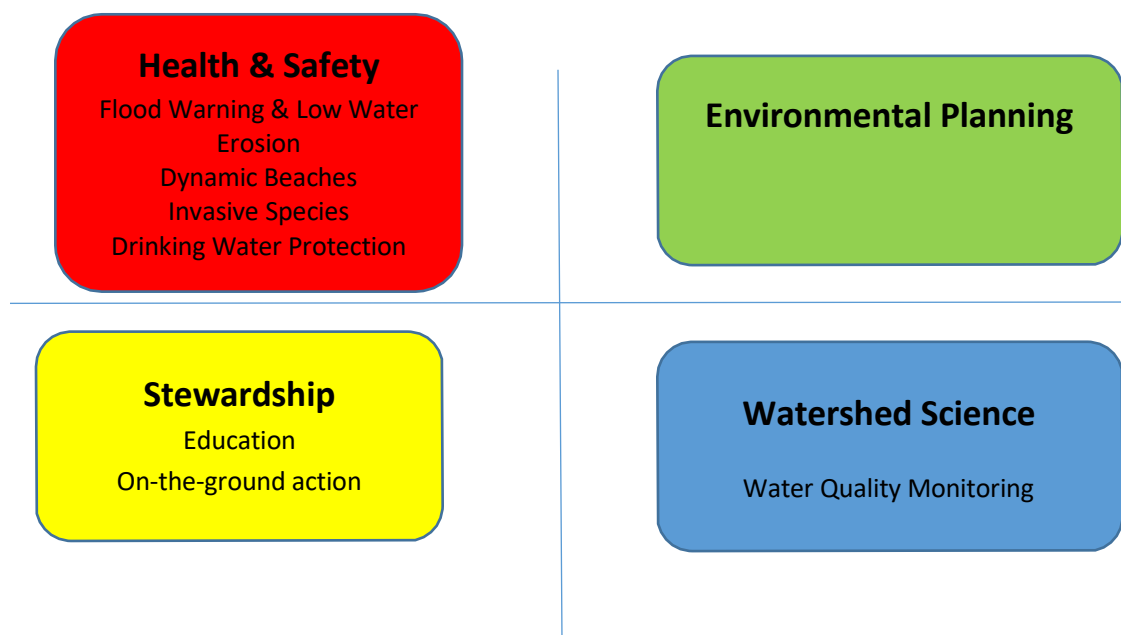 Health & Safety
Flood Warning & Low Water
Erosion
Dynamic Beaches
Invasive Species
Drinking Water Protection
Environmental Planning
Stewardship
Education
On-the-ground action
Watershed Science
Water Quality Monitoring